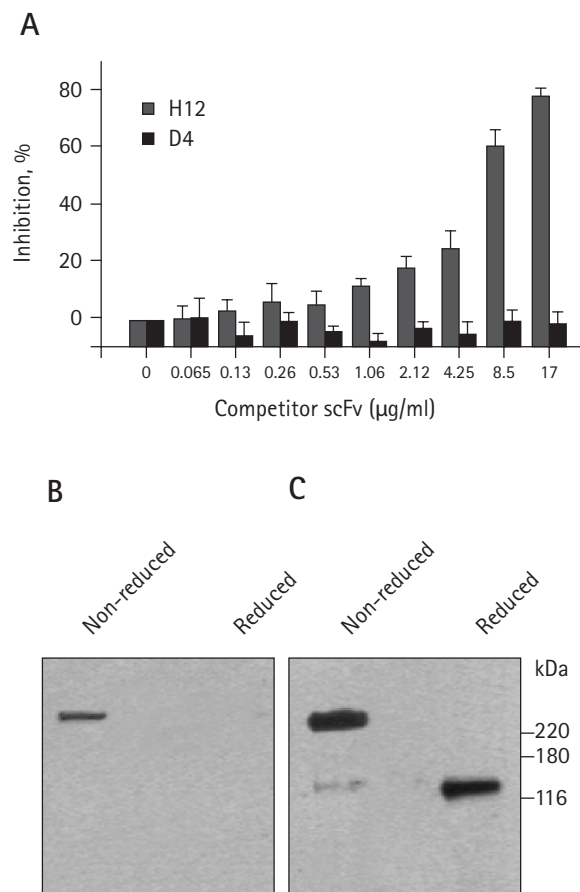 A
80
60
40
20
0
Inhibition, %
H12
D4
0 0.065 0.13 0.26 0.53 1.06 2.12 4.25 8.5 17
Competitor scFv (µg/ml)
B C
Non-reduced Reduced Non-reduced Reduced
kDa
220
180
116